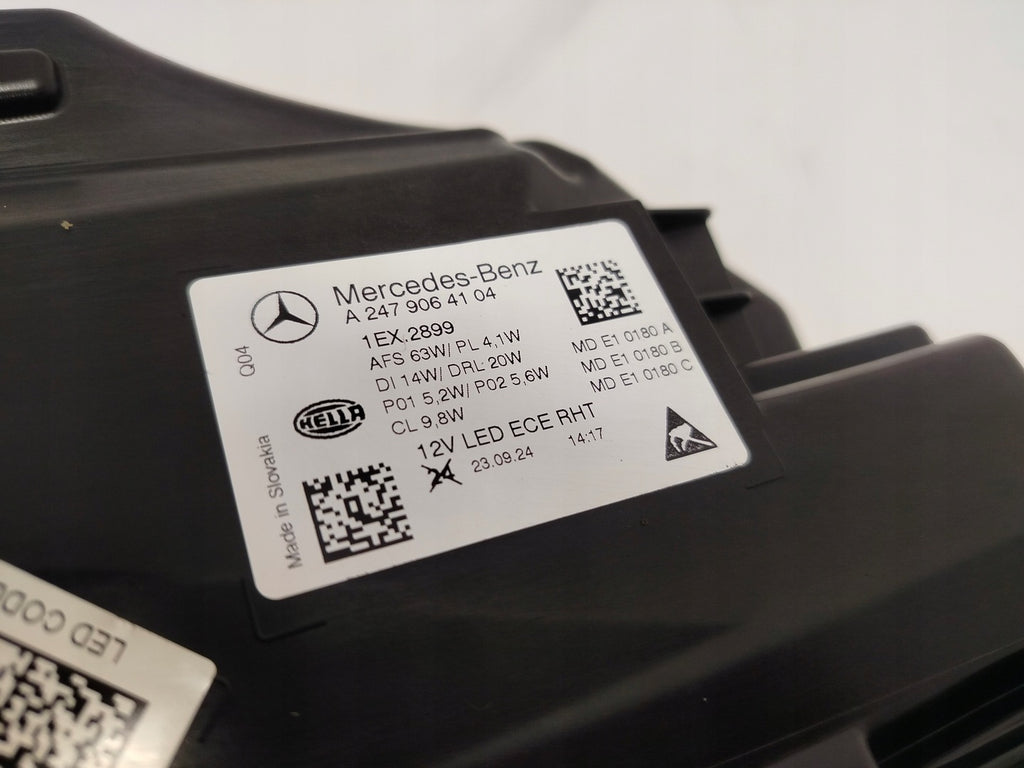 Mercedes-Benz
A 247 906 41 04
1EX.2899
AFS 63W/ PL 4,1W
DI 14W/ DRL 20W
P01 5,2W/ P02 5,6W
CL 9,8W
12V LED ECE RHT
23.09.24 14:17
MD E1 0180 A
MD E1 0180 B
MD E1 0180 C
Q04
HELLA
Made in Slovakia
LED COD